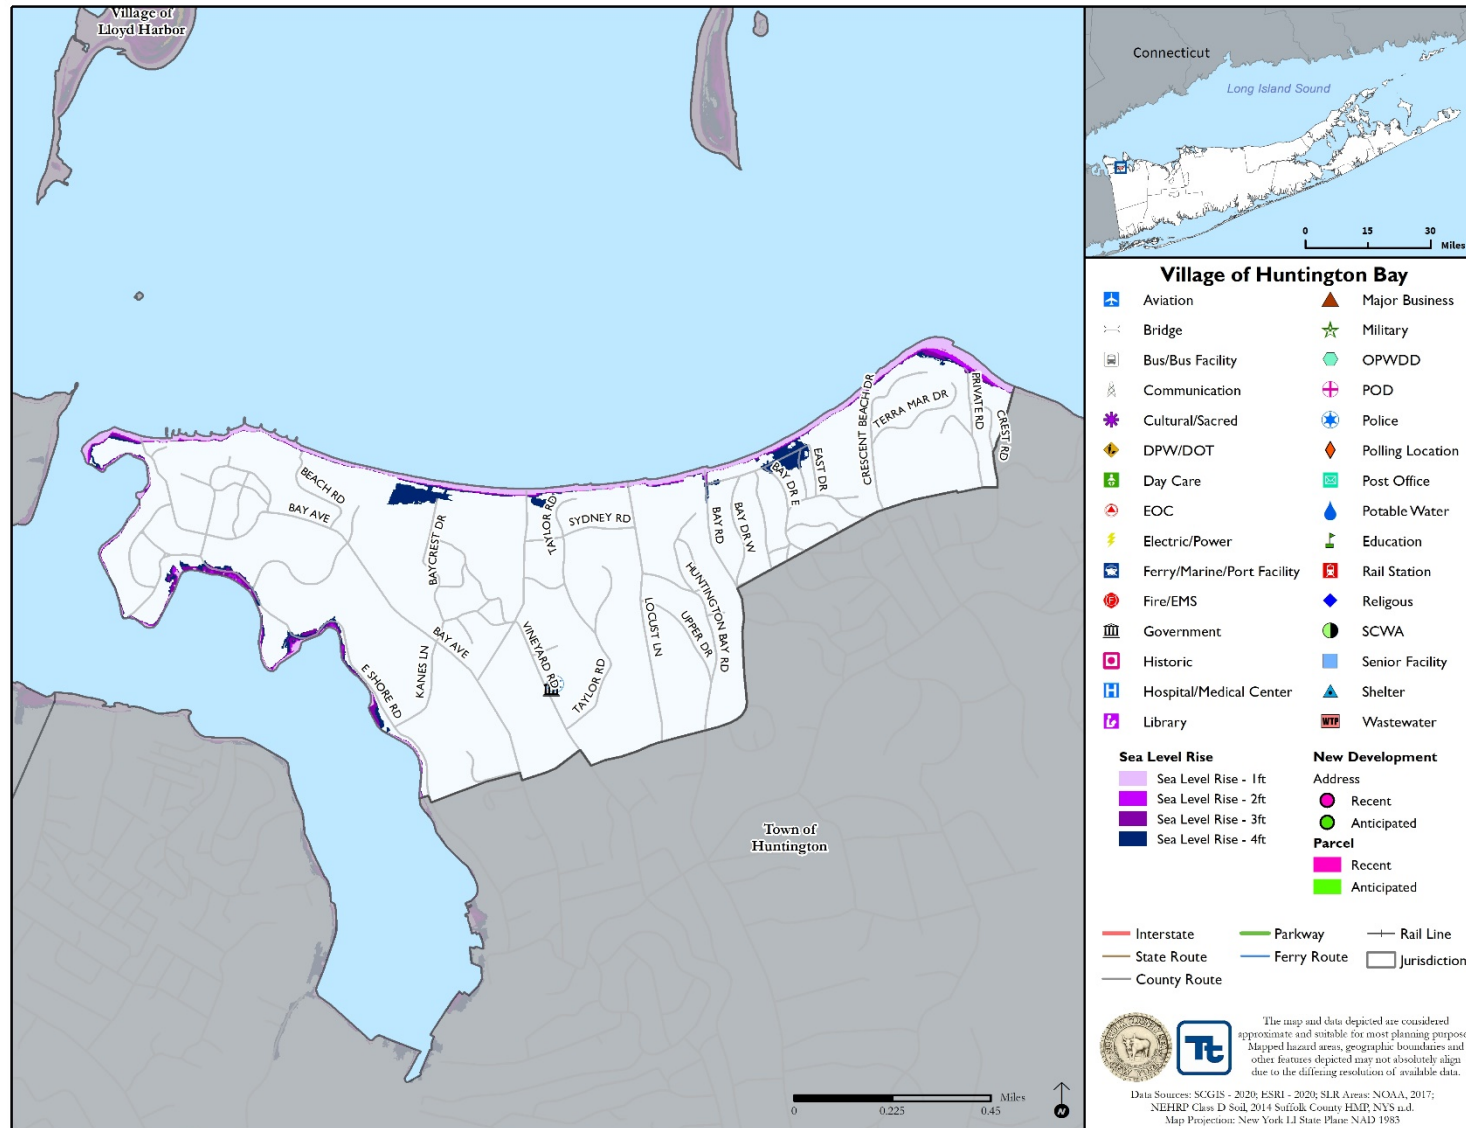 Village of
Lloyd Harbor
BEACH RD
BAY AVE
BAYCREST DR
TAYLOR RD
SYDNEY RD
BAY RD
BAY DR W
BAY DR E
EAST DR
CRESCENT BEACH DR
TERRA MAR DR
PRIVATE RD
CREST RD
HUNTINGTON BAY RD
UPPER DR
LOCUST LN
BAY AVE
VINEYARD RD
TAYLOR RD
KANES LN
E SHORE RD
Town of
Huntington
Miles
0 0.225 0.45
N
Connecticut
Long Island Sound
0 15 30
Miles
Village of Huntington Bay
Aviation
Bridge
Bus/Bus Facility
Communication
Cultural/Sacred
DPW/DOT
Day Care
EOC
Electric/Power
Ferry/Marine/Port Facility
Fire/EMS
Government
Historic
Hospital/Medical Center
Library
Major Business
Military
OPWDD
POD
Police
Polling Location
Post Office
Potable Water
Education
Rail Station
Religous
SCWA
Senior Facility
Shelter
WTP Wastewater
Sea Level Rise
Sea Level Rise - 1ft
Sea Level Rise - 2ft
Sea Level Rise - 3ft
Sea Level Rise - 4ft
New Development
Address
Recent
Anticipated
Parcel
Recent
Anticipated
Interstate
State Route
County Route
Parkway
Ferry Route
Rail Line
Jurisdiction
Tt
The map and data depicted are considered
approximate and suitable for most planning purpose
Mapped hazard areas, geographic boundaries and
other features depicted may not absolutely align
due to the differing resolution of available data.
Data Sources: SCGIS - 2020; ESRI - 2020; SLR Areas: NOAA, 2017;
NEHRP Class D Soil, 2014 Suffolk County HMP, NYS n.d.
Map Projection: New York LI State Plane NAD 1983